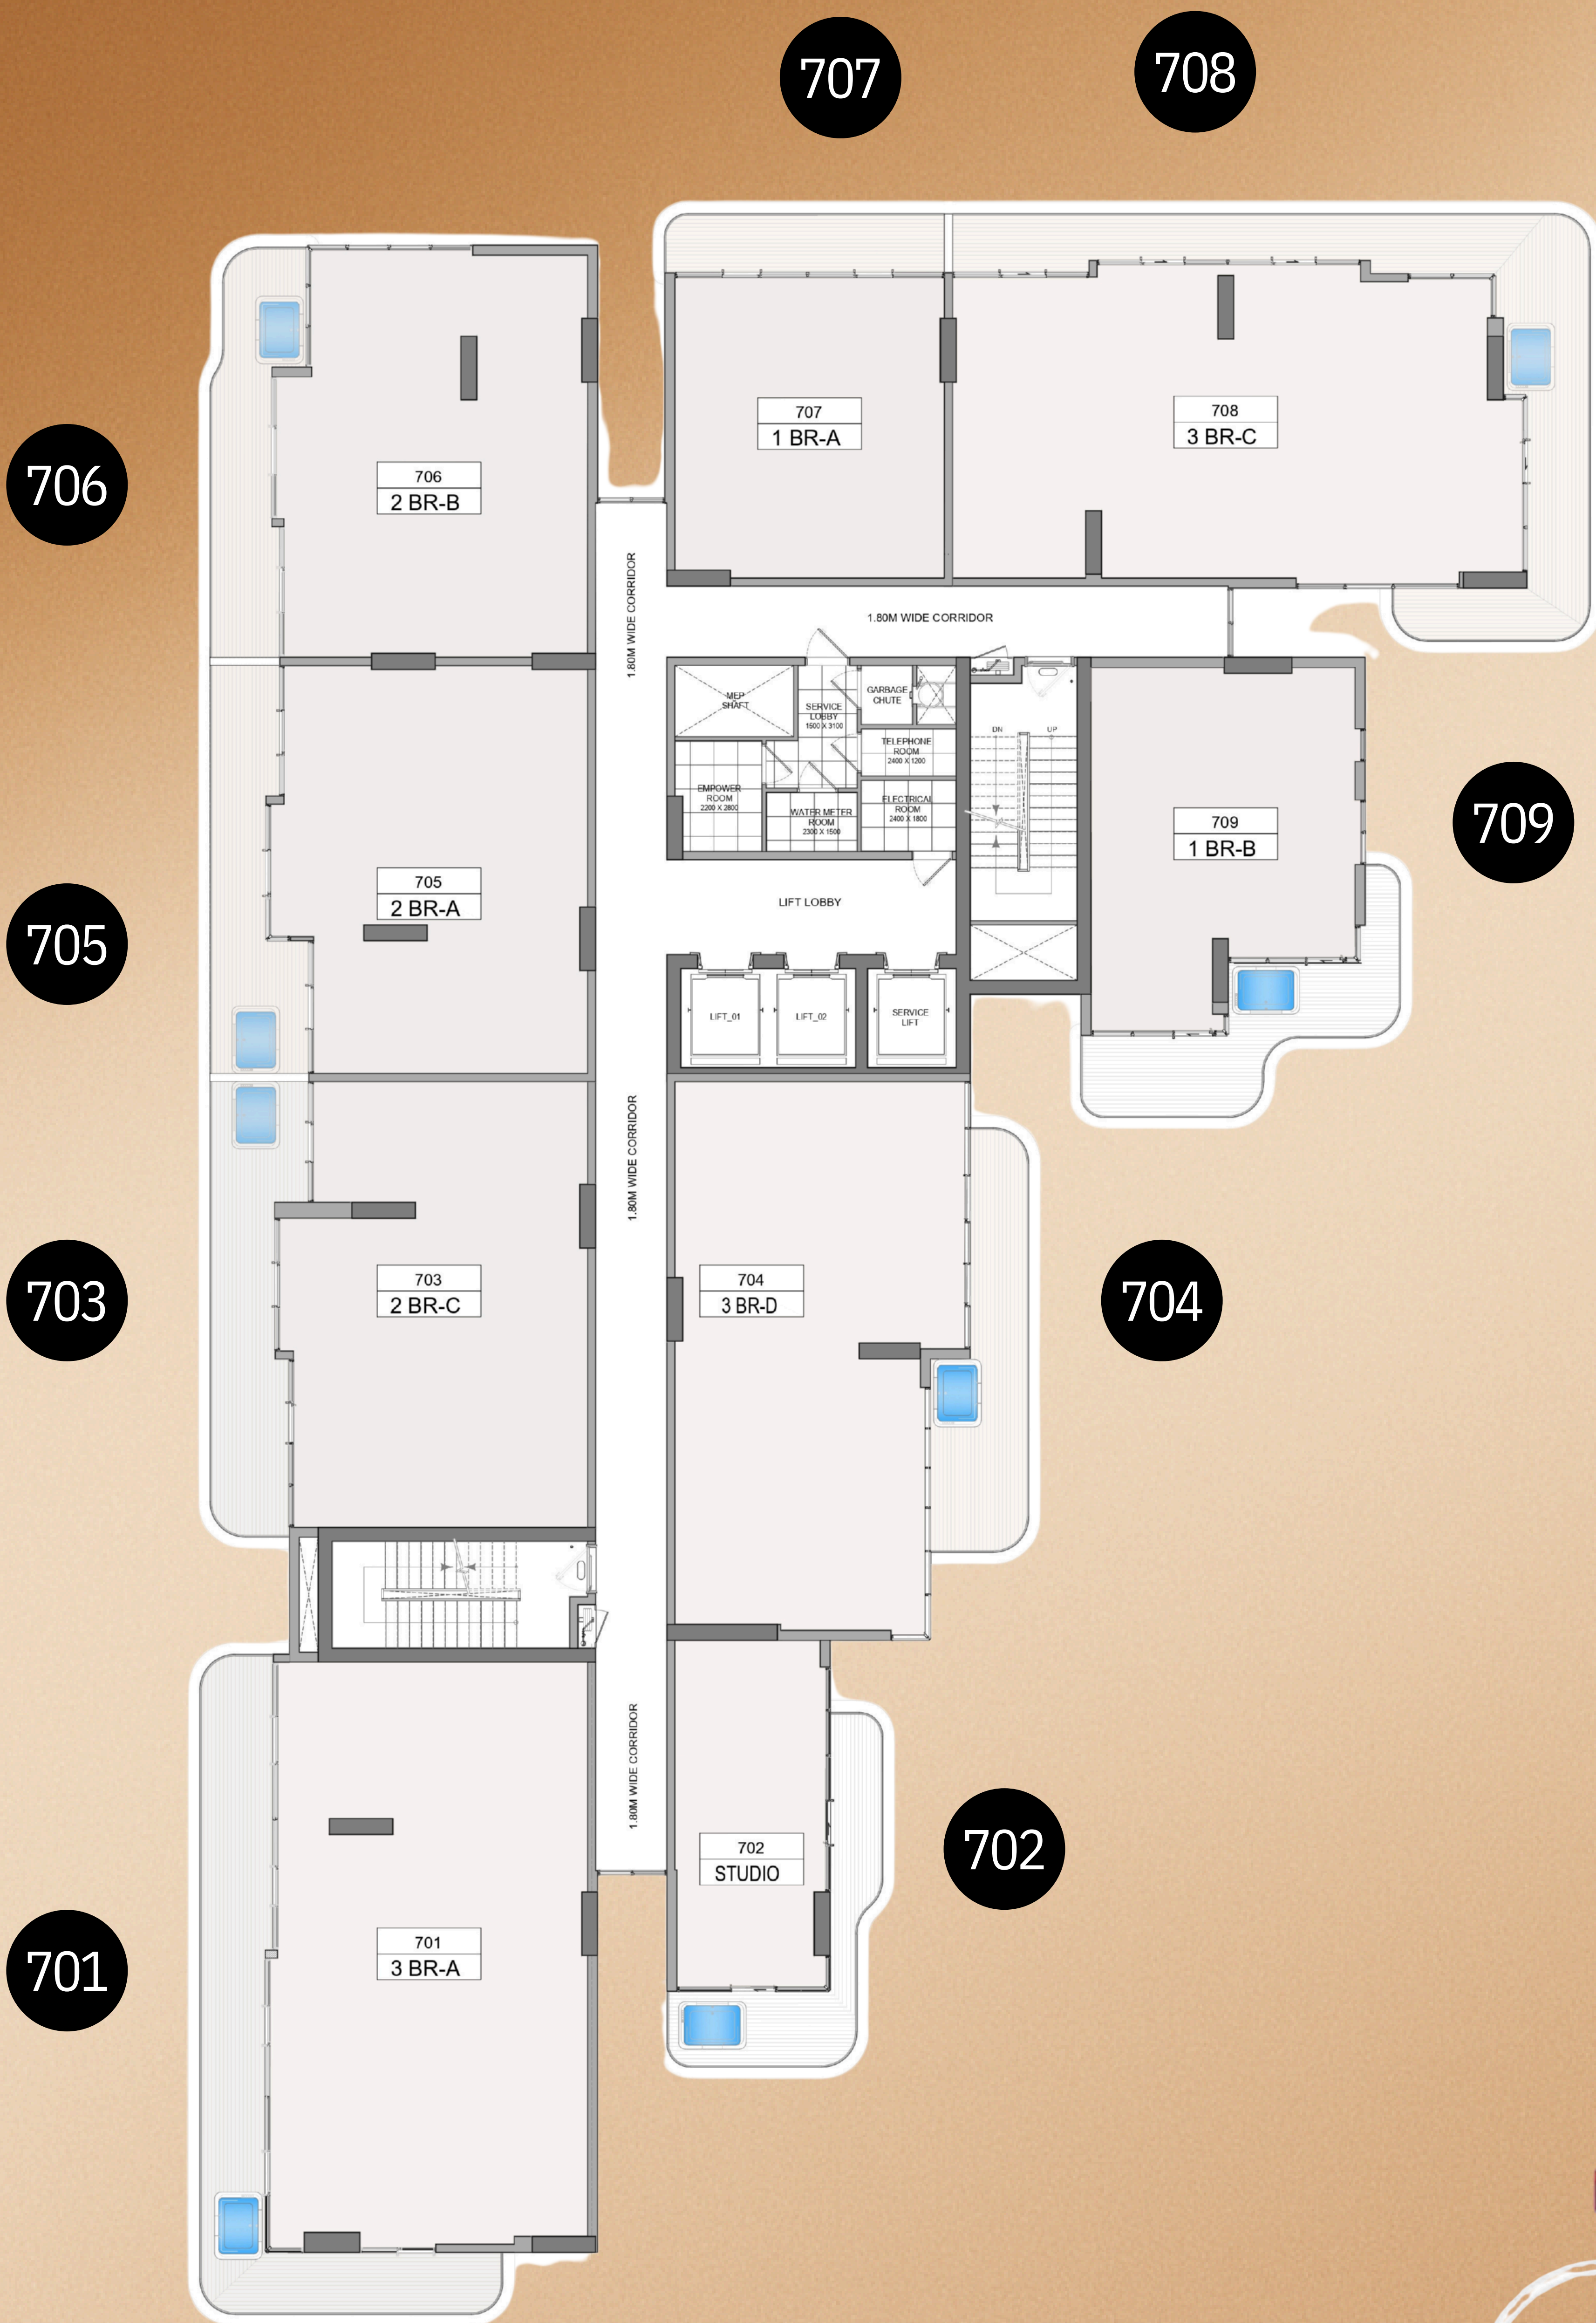 707
708
707
1 BR-A
708
3 BR-C
706
706
2 BR-B
1.80M WIDE CORRIDOR
1.80M WIDE CORRIDOR
MEP
SHAFT
SERVICE
LOBBY
1500 X 3100
GARBAGE
CHUTE
TELEPHONE
ROOM
2400 X 1200
EMPOWER
ROOM
2200 X 2800
WATER METER
ROOM
2300 X 1500
ELECTRICAL
ROOM
2400 X 1800
DN
UP
709
1 BR-B
709
705
705
2 BR-A
LIFT LOBBY
LIFT_01
LIFT_02
SERVICE
LIFT
1.80M WIDE CORRIDOR
703
703
2 BR-C
704
3 BR-D
704
1.80M WIDE CORRIDOR
702
STUDIO
702
701
701
3 BR-A